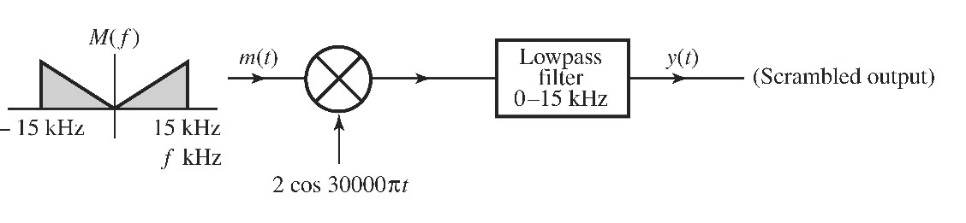 M(f)
– 15 kHz
15 kHz
f kHz
m(t)
2 cos 30000πt
Lowpass
filter
0–15 kHz
y(t)
(Scrambled output)